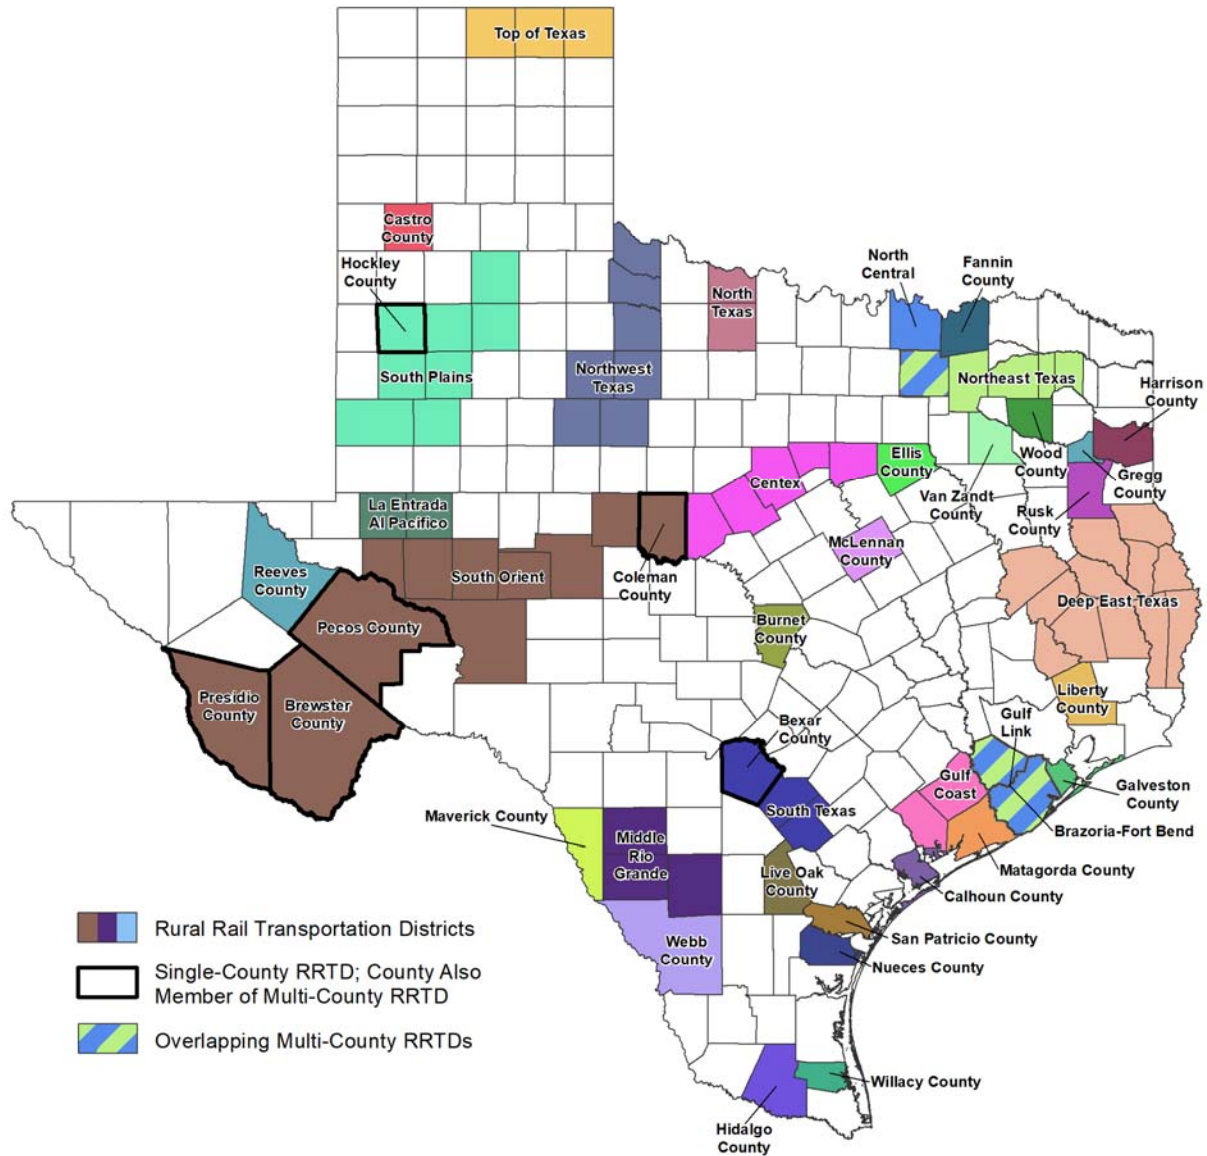 Top of Texas
Castro
County
Hockley
County
North
Central
Fannin
County
North
Texas
South Plains
Northwest
Texas
Northeast Texas
Harrison
County
Ellis
County
Wood
County
Gregg
County
Centex
Van Zandt
County
Rusk
County
La Entrada
Al Pacifico
McLennan
County
Reeves
County
South Orient
Coleman
County
Deep East Texas
Pecos County
Burnet
County
Presidio
County
Brewster
County
Liberty
County
Bexar
County
Gulf
Link
Gulf
Coast
Galveston
County
Maverick County
South Texas
Brazoria-Fort Bend
Middle
Rio
Grande
Live Oak
County
Matagorda County
Calhoun County
Rural Rail Transportation Districts
San Patricio County
Webb
County
Nueces County
Single-County RRTD; County Also
Member of Multi-County RRTD
Overlapping Multi-County RRTDs
Willacy County
Hidalgo
County